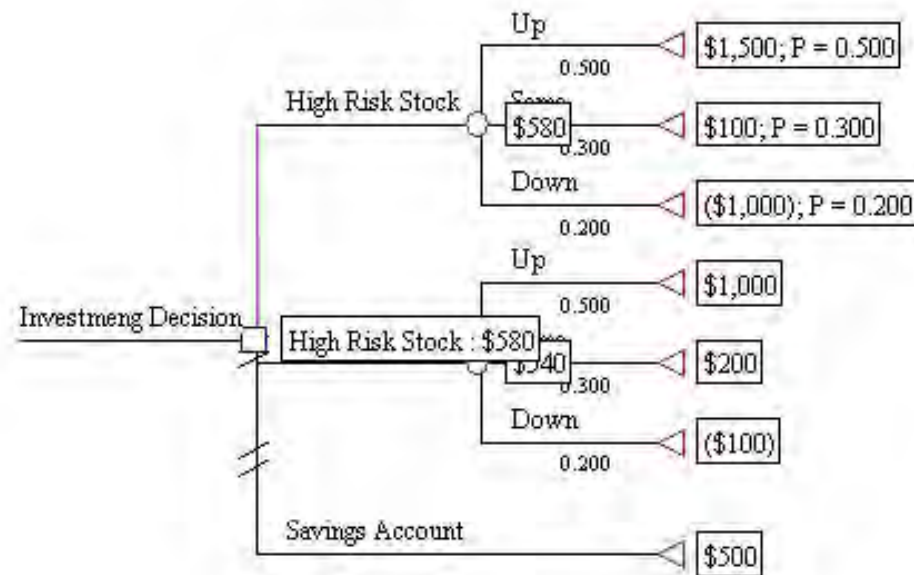 Up
0.500
$1,500; P = 0.500
High Risk Stock
Same
$580
0.300
$100; P = 0.300
Down
0.200
($1,000); P = 0.200
Up
0.500
$1,000
Investmeng Decision
High Risk Stock : $580
$540
0.300
$200
Down
0.200
($100)
Savings Account
$500